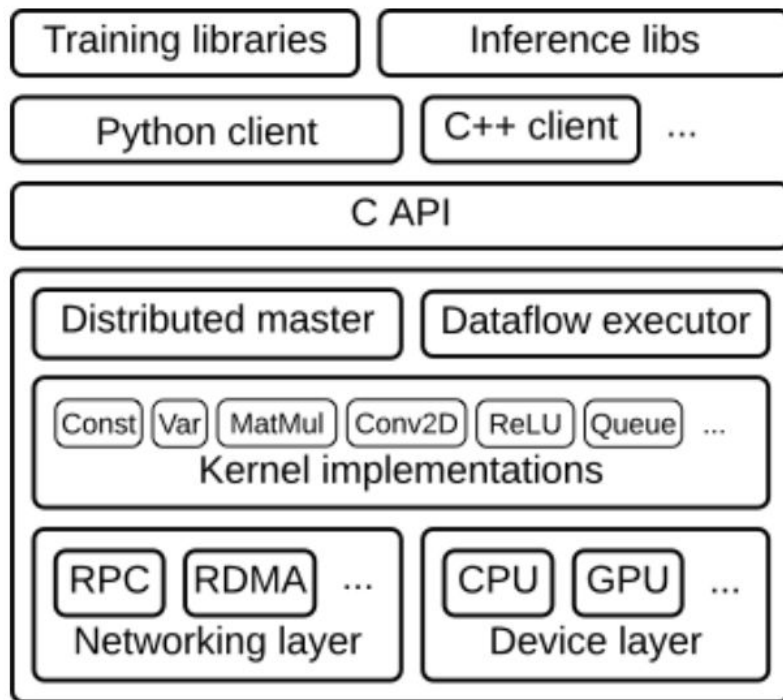 Training libraries
Inference libs
Python client
C++ client
...
C API
Distributed master
Dataflow executor
Const
Var
MatMul
Conv2D
ReLU
Queue
...
Kernel implementations
RPC
RDMA
...
Networking layer
CPU
GPU
...
Device layer